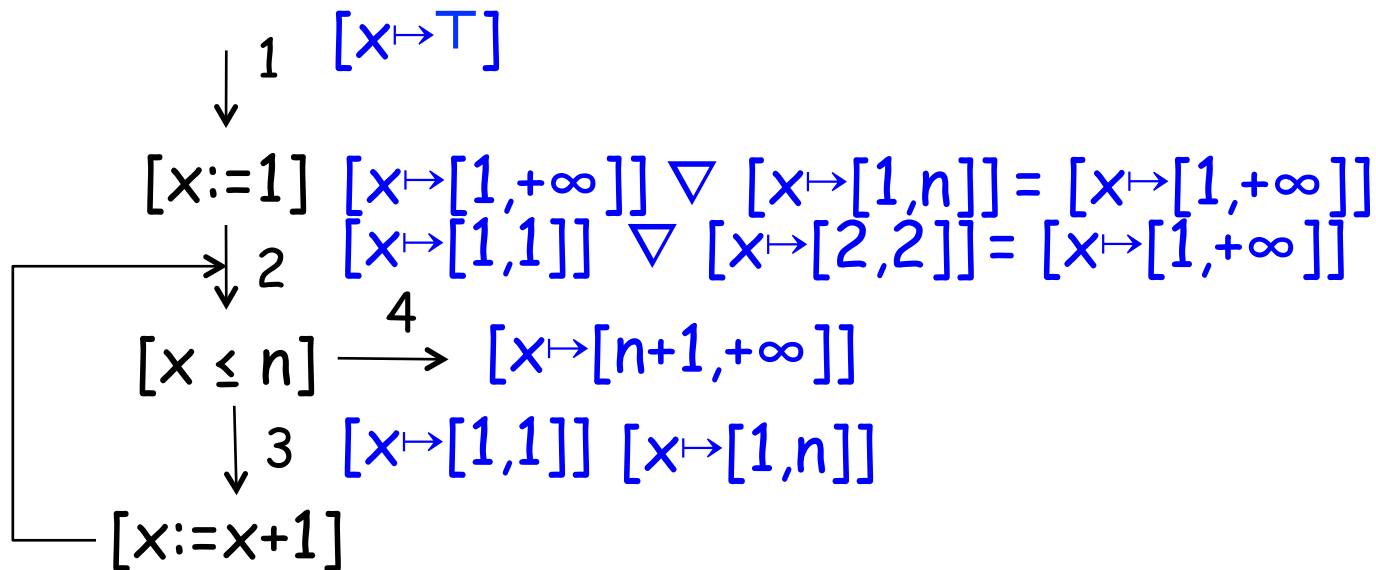 1 [x↦⊤]
[x:=1] [x↦[1,+∞]] ▽ [x↦[1,n]] = [x↦[1,+∞]]
[x↦[1,1]] ▽ [x↦[2,2]] = [x↦[1,+∞]]
2
4
[x ≤ n] [x↦[n+1,+∞]]
3 [x↦[1,1]] [x↦[1,n]]
[x:=x+1]